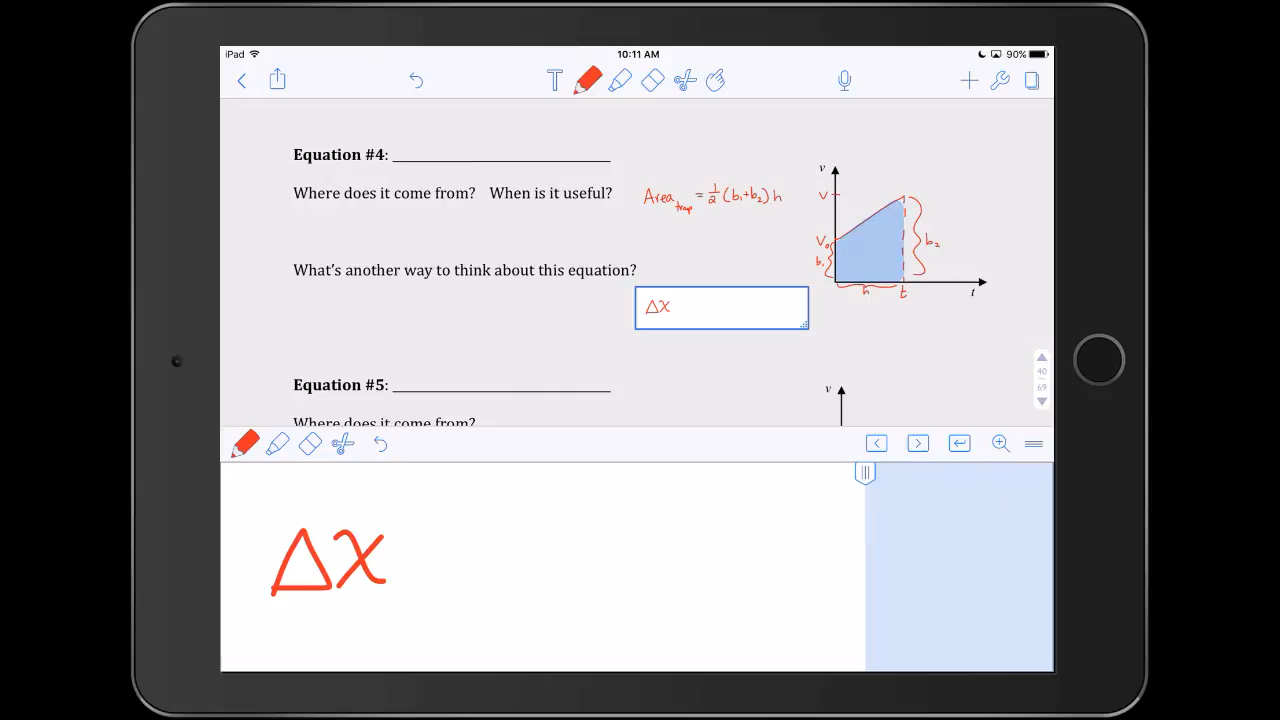 iPad 10:11 AM 90%
T
Equation #4: ____________________
Where does it come from? When is it useful?
Area trap = 1/2 (b₁+b₂) h
v
v
V₀
b₁
b₂
h
t
t
What's another way to think about this equation?
Δx
40
69
Equation #5: ____________________
v
Where does it come from?
Δx